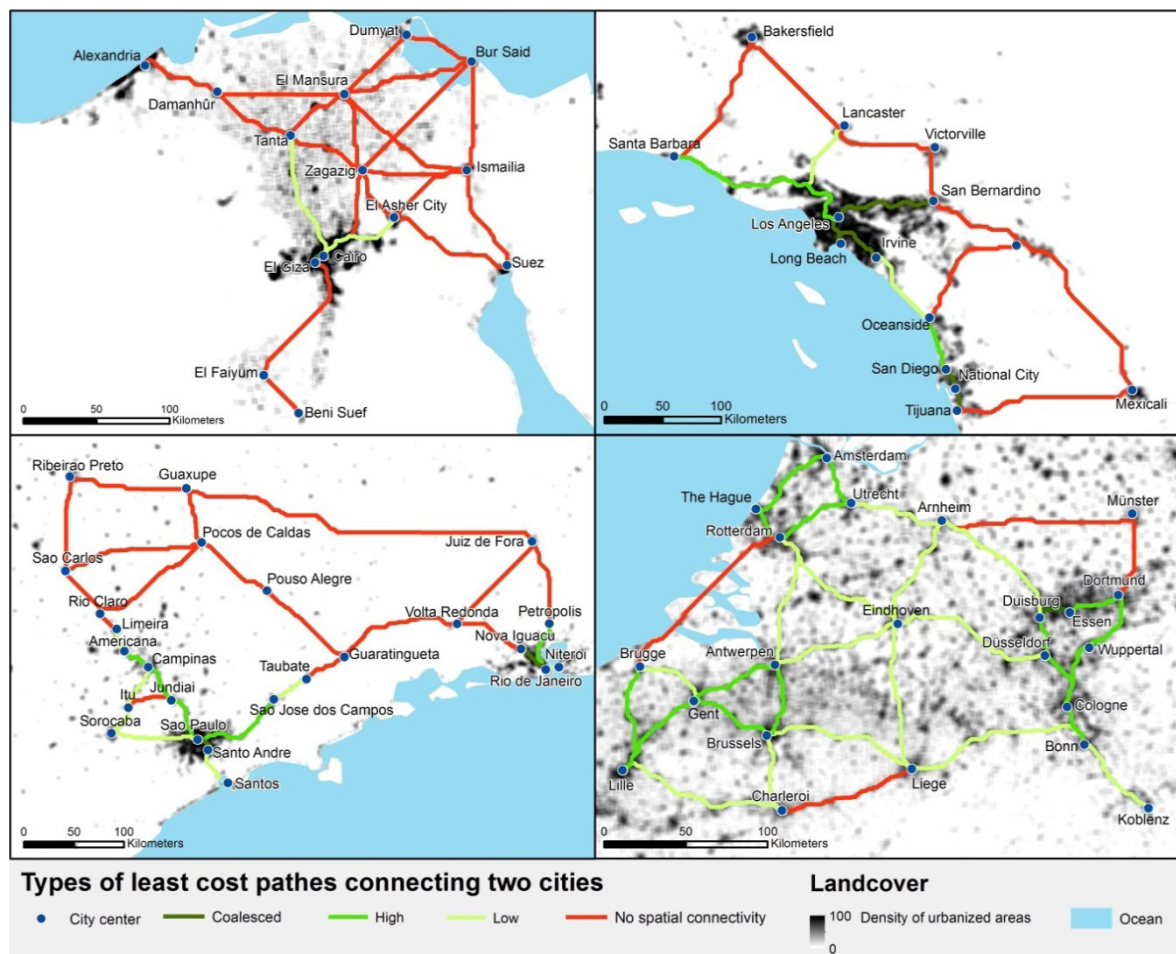 Alexandria
Dumyat
Bur Said
El Mansura
Damanhûr
Tanta
Zagazig
Ismailia
El Asher City
Cairo
El Giza
Suez
El Faiyum
Beni Suef
0 50 100
Kilometers
Bakersfield
Lancaster
Victorville
Santa Barbara
San Bernardino
Los Angeles
Irvine
Long Beach
Oceanside
San Diego
National City
Tijuana
Mexicali
0 50 100
Kilometers
Ribeirao Preto
Guaxupe
Pocos de Caldas
Juiz de Fora
Sao Carlos
Pouso Alegre
Rio Claro
Limeira
Volta Redonda
Petropolis
Americana
Nova Iguacu
Niteroi
Campinas
Guaratingueta
Rio de Janeiro
Taubate
Itu
Jundiai
Sao Jose dos Campos
Sorocaba
Sao Paulo
Santo Andre
Santos
0 50 100
Kilometers
Amsterdam
The Hague
Utrecht
Arnheim
Münster
Rotterdam
Dortmund
Duisburg
Eindhoven
Essen
Düsseldorf
Wuppertal
Brugge
Antwerpen
Gent
Cologne
Brussels
Bonn
Lille
Liege
Charleroi
Koblenz
0 50 100
Kilometers
Types of least cost pathes connecting two cities
City center
Coalesced
High
Low
No spatial connectivity
Landcover
100
0
Density of urbanized areas
Ocean